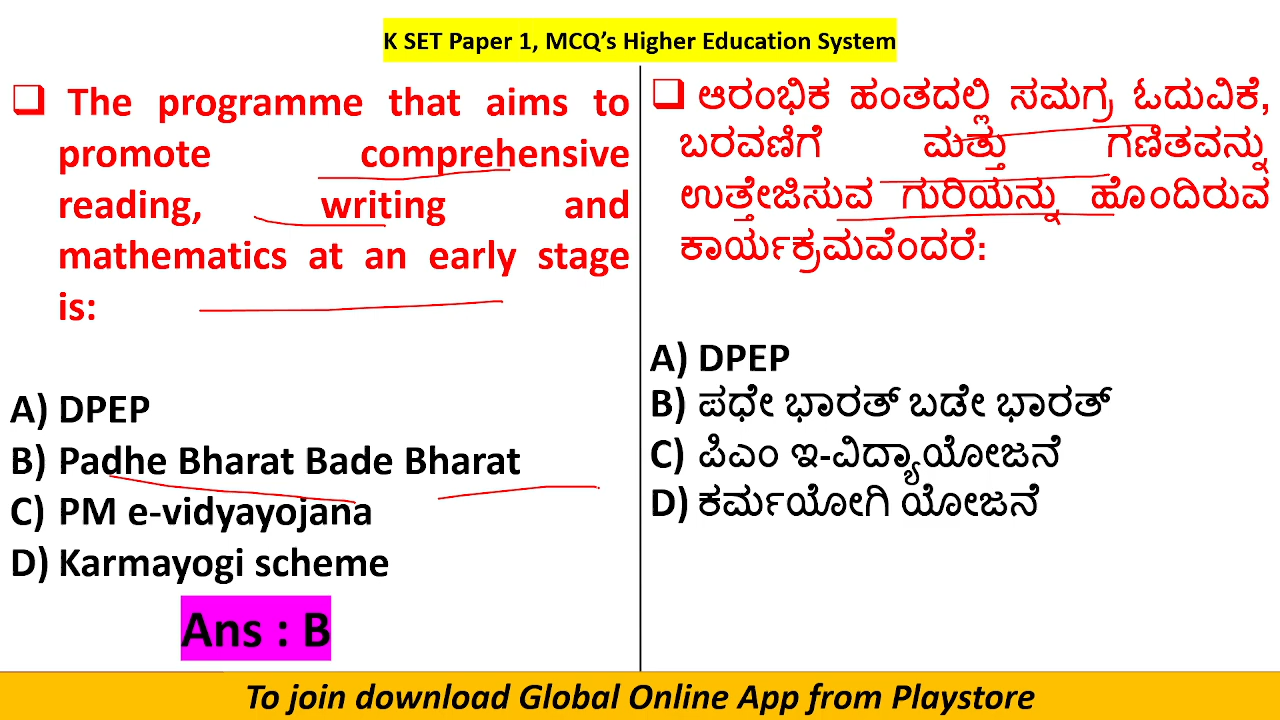 K SET Paper 1, MCQ's Higher Education System
❑ The programme that aims to
promote comprehensive
reading, writing and
mathematics at an early stage
is:
A) DPEP
B) Padhe Bharat Bade Bharat
C) PM e-vidyayojana
D) Karmayogi scheme
Ans : B
❑ ಆರಂಭಿಕ ಹಂತದಲ್ಲಿ ಸಮಗ್ರ ಓದುವಿಕೆ,
ಬರವಣಿಗೆ ಮತ್ತು ಗಣಿತವನ್ನು
ಉತ್ತೇಜಿಸುವ ಗುರಿಯನ್ನು ಹೊಂದಿರುವ
ಕಾರ್ಯಕ್ರಮವೆಂದರೆ:
A) DPEP
B) ಪಧೇ ಭಾರತ್ ಬಡೇ ಭಾರತ್
C) ಪಿಎಂ ಇ-ವಿದ್ಯಾಯೋಜನೆ
D) ಕರ್ಮಯೋಗಿ ಯೋಜನೆ
To join download Global Online App from Playstore